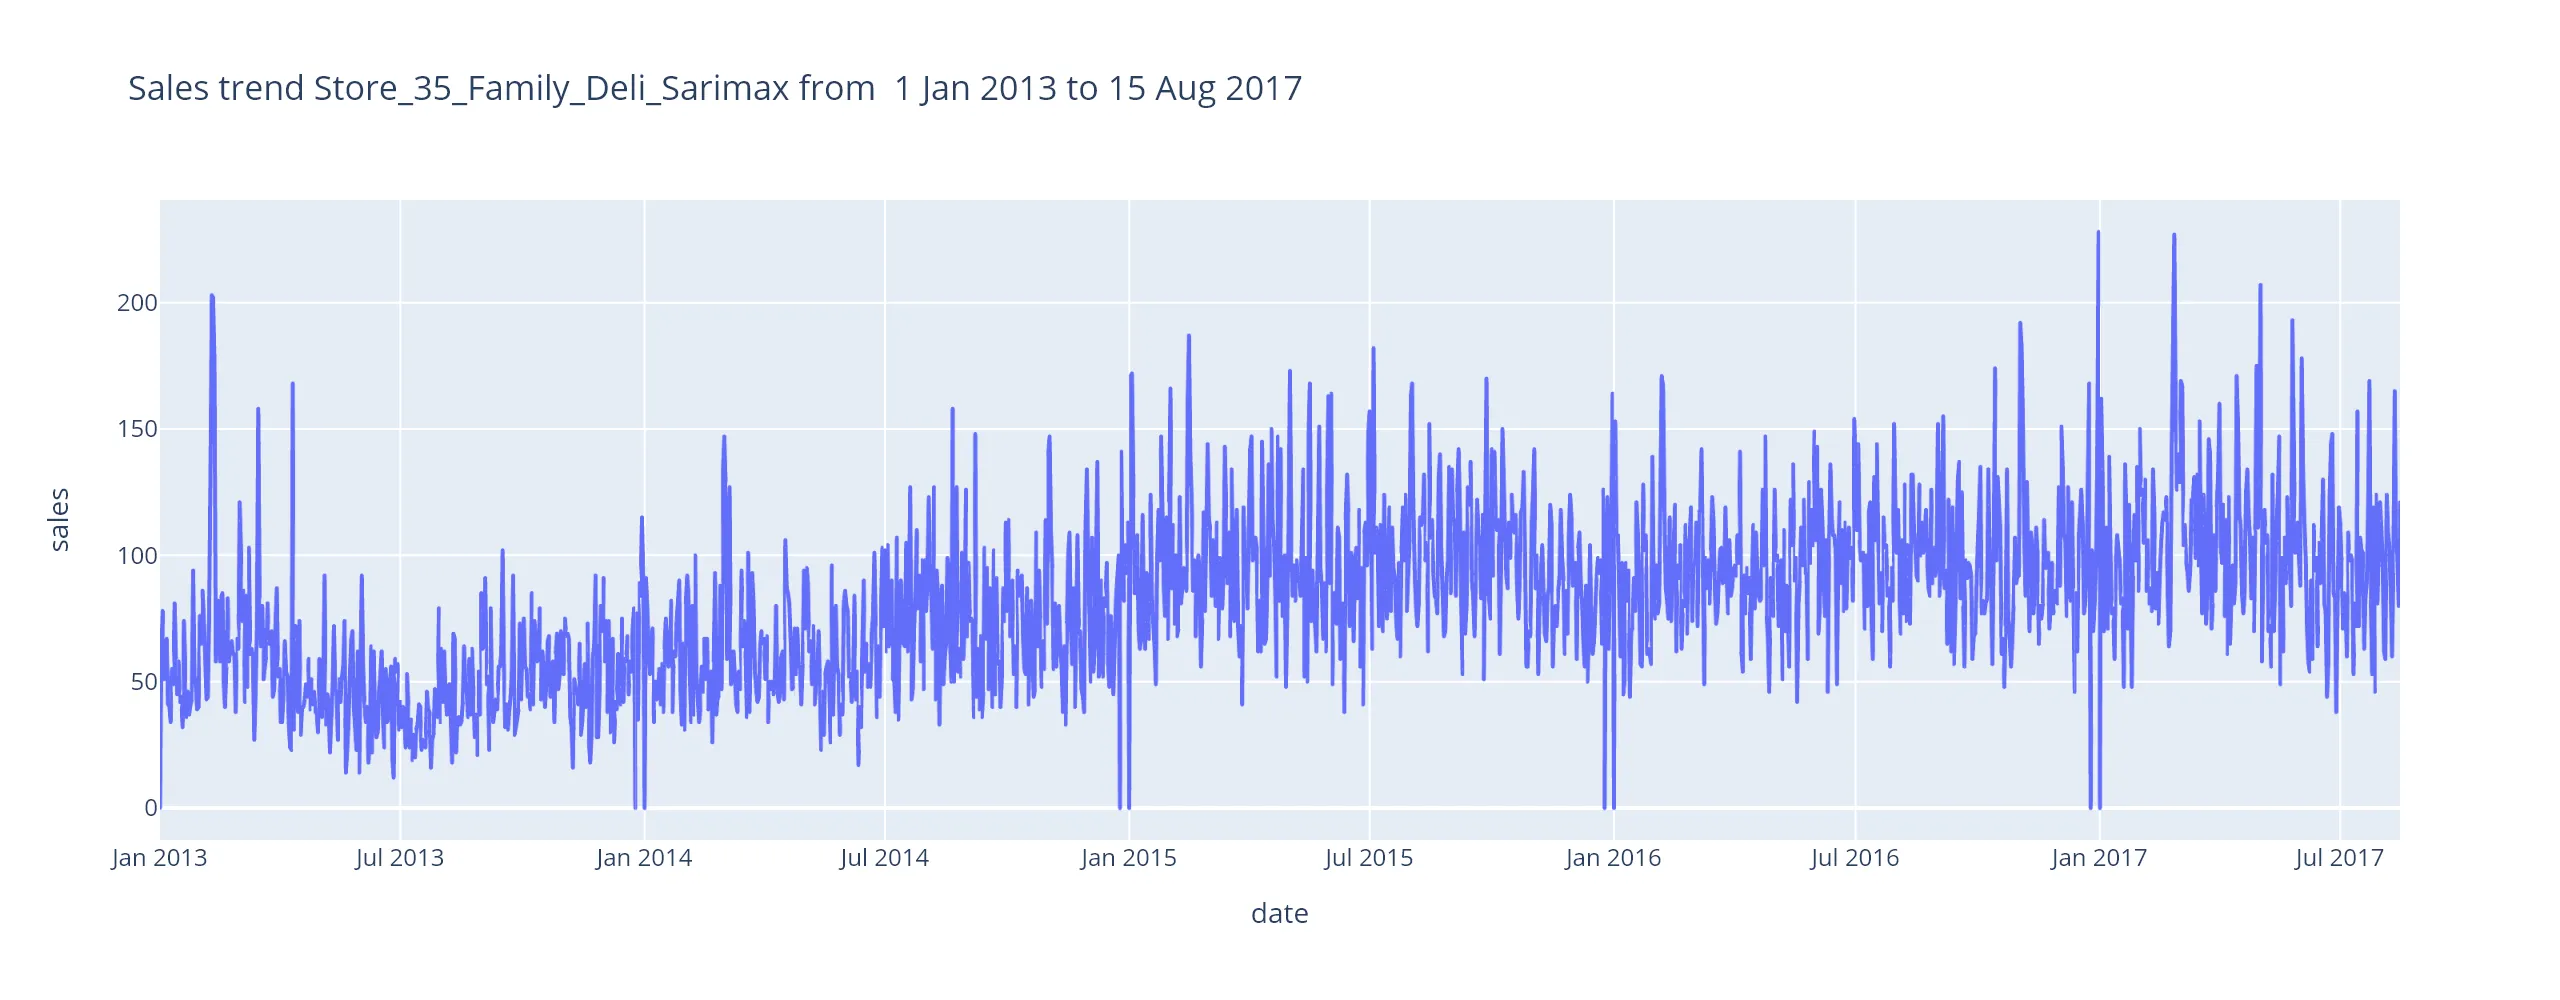 Sales trend Store_35_Family_Deli_Sarimax from  1 Jan 2013 to 15 Aug 2017
200
150
100
50
0
sales
Jan 2013
Jul 2013
Jan 2014
Jul 2014
Jan 2015
Jul 2015
Jan 2016
Jul 2016
Jan 2017
Jul 2017
date